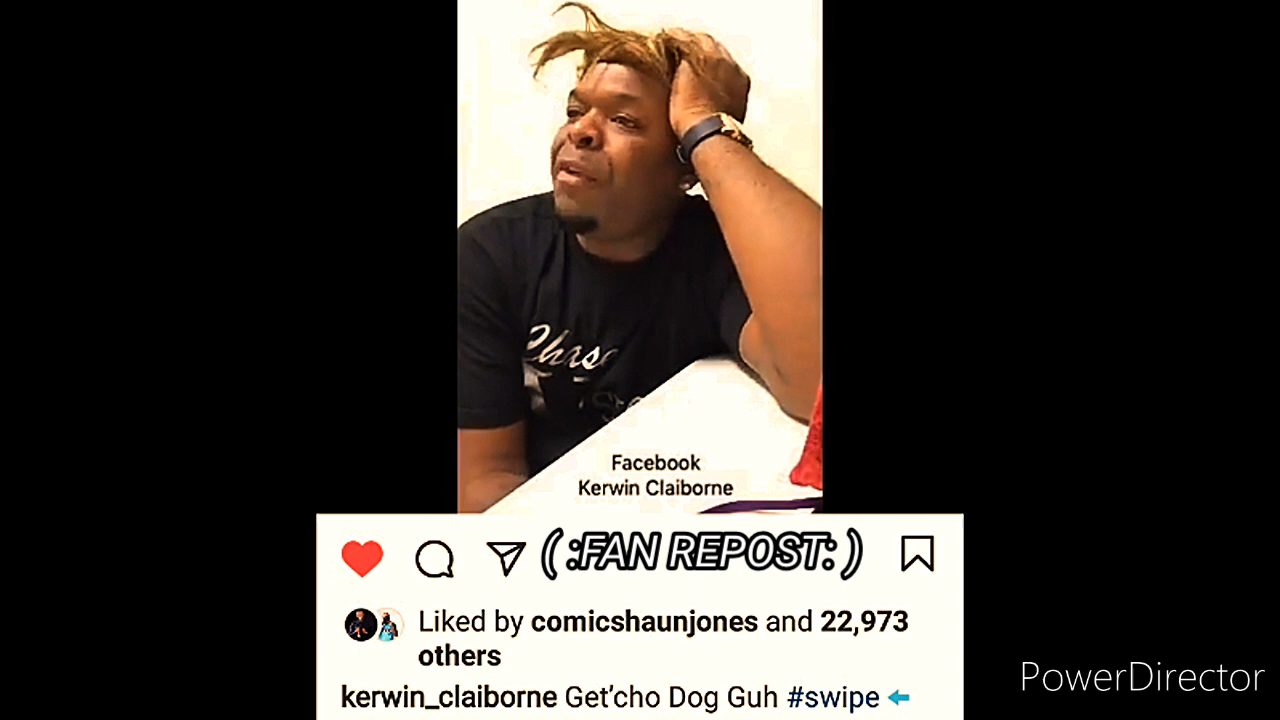 Chase
Facebook
Kerwin Claiborne
( :FAN REPOST: )
Liked by comicshaunjones and 22,973
others
kerwin_claiborne Get'cho Dog Guh #swipe
PowerDirector